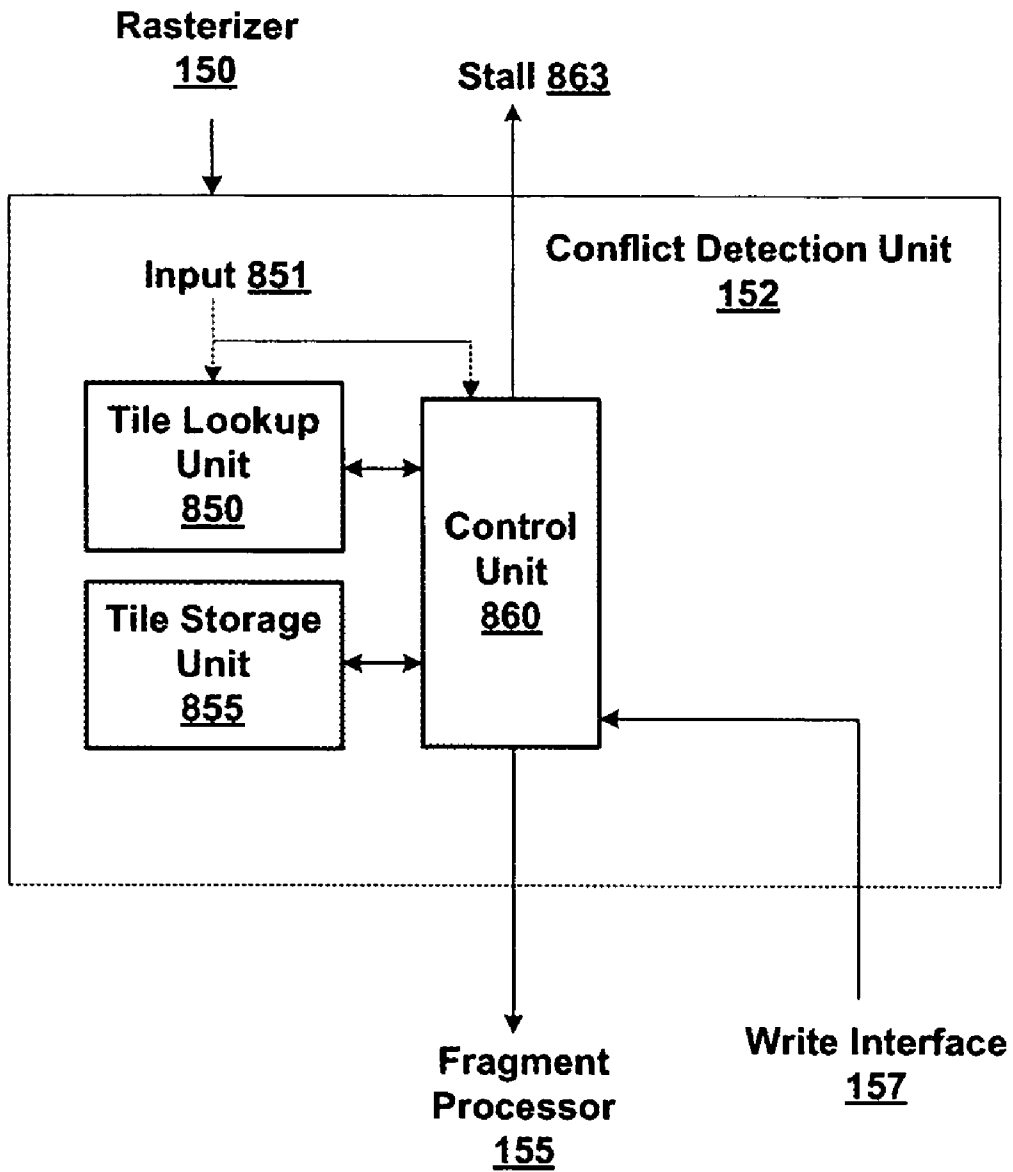 Rasterizer
150
Stall 863
Conflict Detection Unit
152
Input 851
Tile Lookup
Unit
850
Control
Unit
860
Tile Storage
Unit
855
Fragment
Processor
155
Write Interface
157